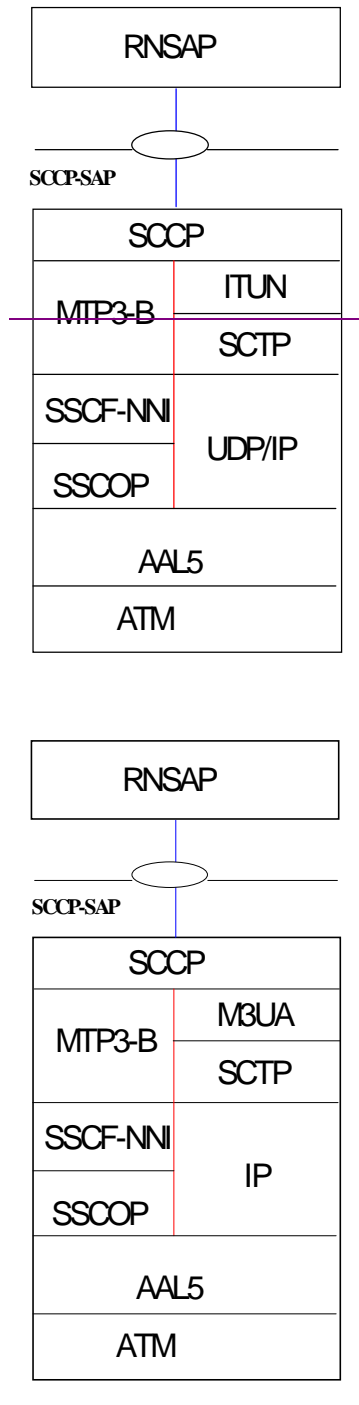 RNSAP
SCCP-SAP
SCCP
MTP3-B
ITUN
SCTP
SSCF-NNI
UDP/IP
SSCOP
AAL5
ATM
RNSAP
SCCP-SAP
SCCP
MTP3-B
M3UA
SCTP
SSCF-NNI
IP
SSCOP
AAL5
ATM